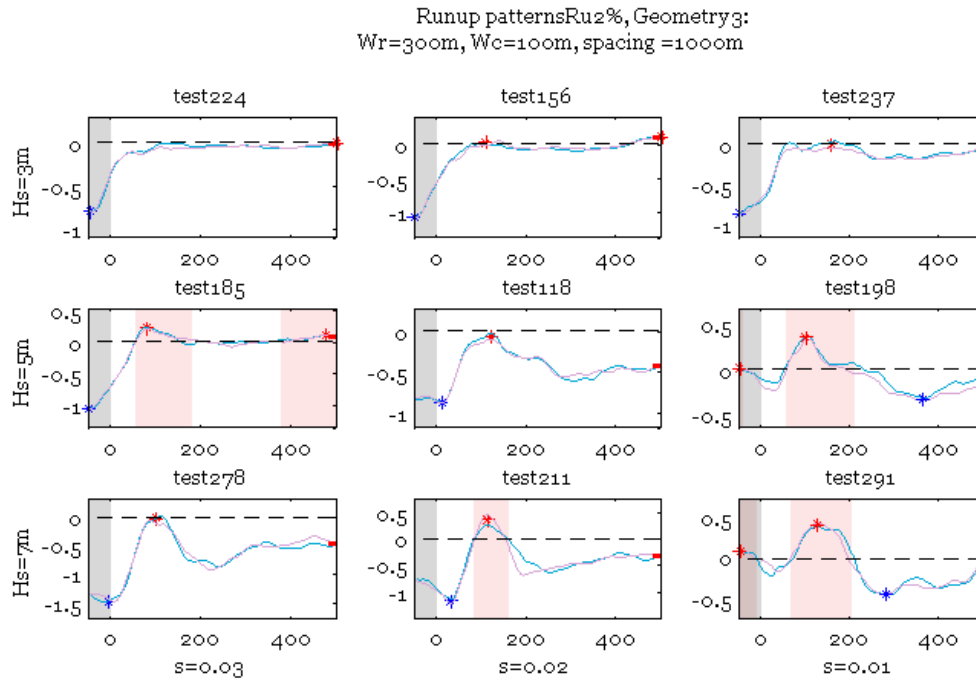 Runup patternsRu2%, Geometry3:
Wr=300m, Wc=100m, spacing =1000m
test224 test156 test237
Hs=3m
0 0 0
-0.5 -0.5 -0.5
-1 -1 -1
0 200 400 0 200 400 0 200 400
test185 test118 test198
Hs=5m
0.5 0 0.5
0 -0.5 0
-0.5 -1 -0.5
-1
0 200 400 0 200 400 0 200 400
test278 test211 test291
Hs=7m
0 0.5 0.5
-0.5 0 0
-1 -0.5 -0.5
-1.5 -1
0 200 400 0 200 400 0 200 400
s=0.03 s=0.02 s=0.01